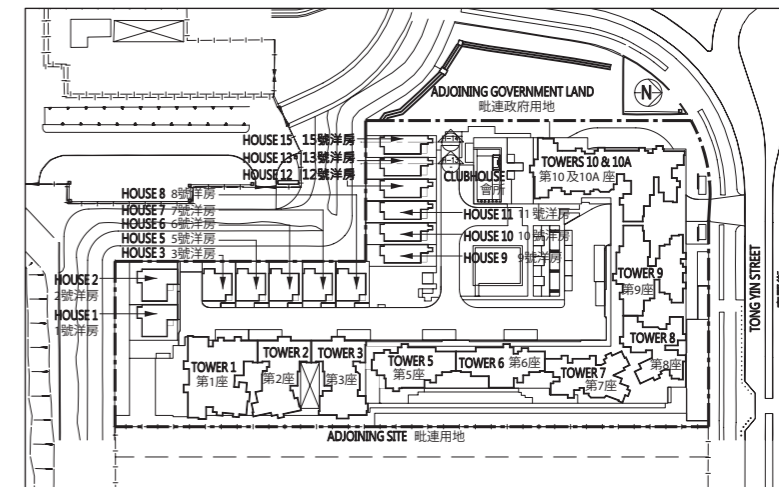 ADJOINING GOVERNMENT LAND
毗連政府用地
N
HOUSE 15 15號洋房
HOUSE 13 13號洋房
HOUSE 12 12號洋房
CLUBHOUSE
會所
TOWERS 10 & 10A
第10及10A 座
HOUSE 8 8號洋房
HOUSE 7 7號洋房
HOUSE 6 6號洋房
HOUSE 5 5號洋房
HOUSE 3 3號洋房
HOUSE 11 11號洋房
HOUSE 10 10號洋房
HOUSE 9 9號洋房
HOUSE 2
2號洋房
HOUSE 1
1號洋房
TOWER 9
第9座
TONG YIN STREET
TOWER 8
第8座
TOWER 1
第1座
TOWER 2
第2座
TOWER 3
第3座
TOWER 5
第5座
TOWER 6 第6座
TOWER 7
第7座
ADJOINING SITE 毗連用地